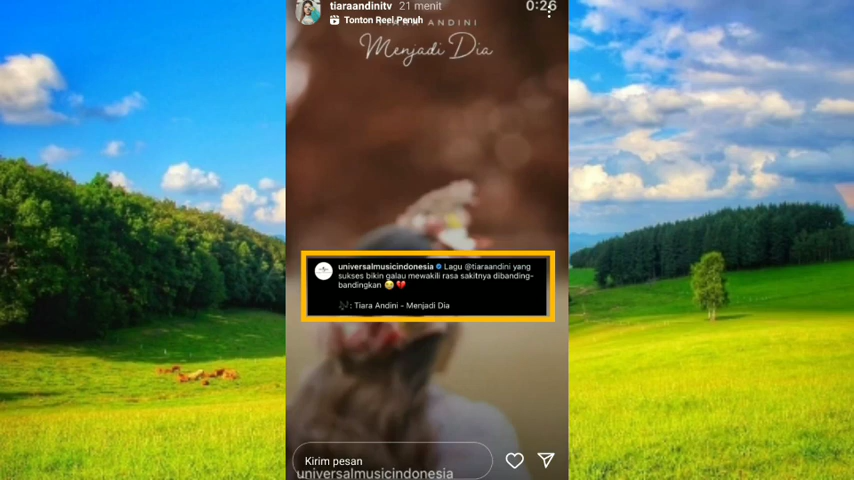 tiaraandinitv 21 menit
0:26
Tonton Reel Penuh
ANDINI
Menjadi Dia
universalmusicindonesia Lagu @tiaraandini yang
sukses bikin galau mewakili rasa sakitnya dibanding-
bandingkan 🥹💔
🎶: Tiara Andini - Menjadi Dia
Kirim pesan
universalmusicindonesia